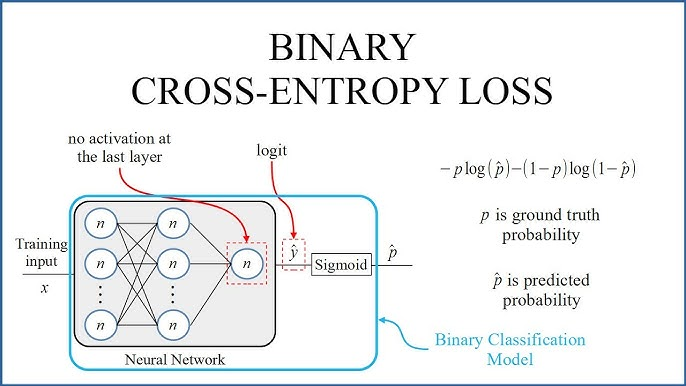 BINARY
CROSS-ENTROPY LOSS
no activation at
the last layer
logit
Training
input
x
n
n
n
n
n
⋮
⋮
n
n
ŷ
Sigmoid
p̂
Neural Network
− p log(p̂)−(1−p)log(1−p̂)
p is ground truth
probability
p̂ is predicted
probability
Binary Classification
Model